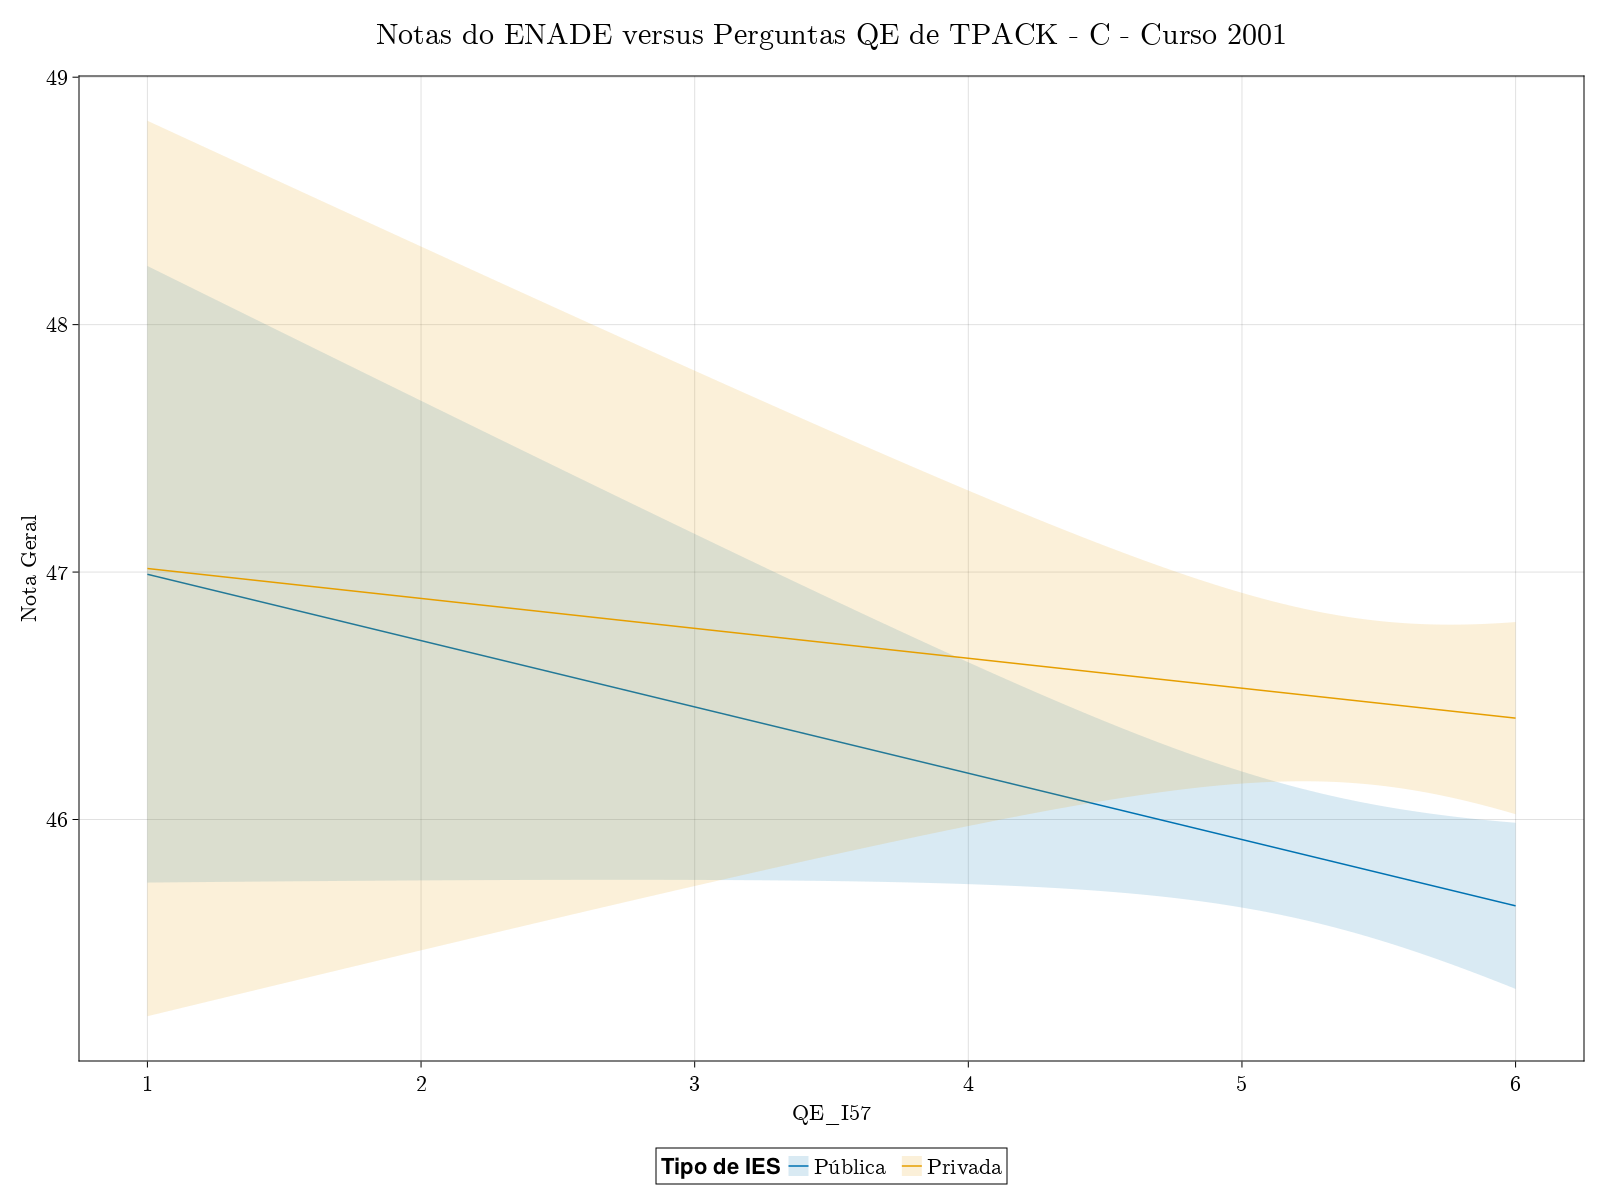 Notas do ENADE versus Perguntas QE de TPACK - C - Curso 2001
49
48
47
46
Nota Geral
1 2 3 4 5 6
QE_I57
Tipo de IES Pública Privada